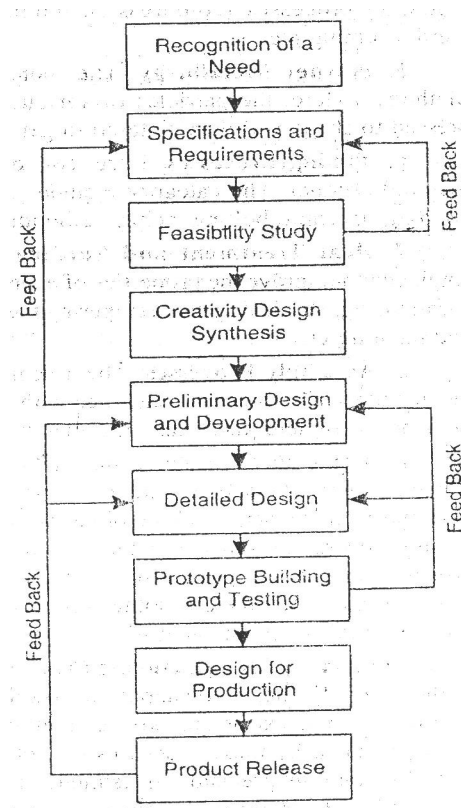 Recognition of a
Need
Specifications and
Requirements
Feed Back
Feed Back
Feasibility Study
Creativity Design
Synthesis
Preliminary Design
and Development
Detailed Design
Feed Back
Prototype Building
and Testing
Feed Back
Design for
Production
Product Release